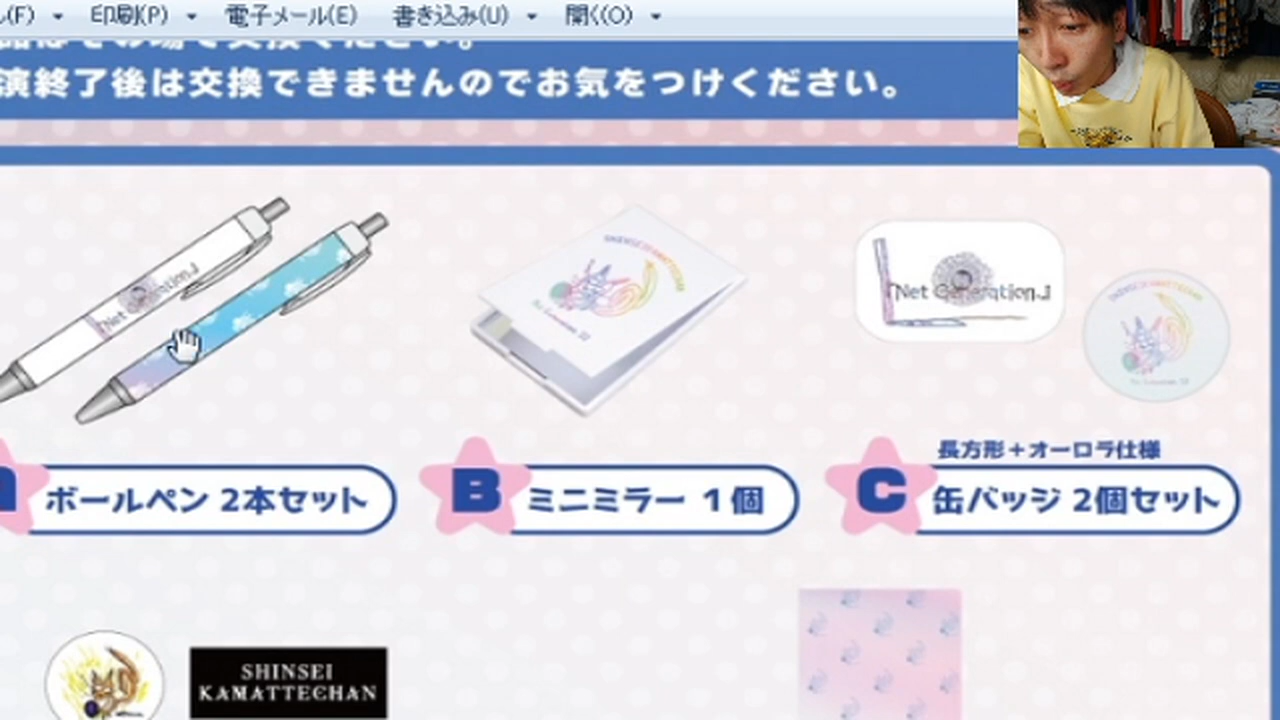 (F) 印刷(P) 電子メール(E) 書き込み(U) 開く(O)
演終了後は交換できませんのでお気をつけください。
「Net Generation」
「Net Generation」
長方形+オーロラ仕様
A ボールペン 2本セット
B ミニミラー 1個
C 缶バッジ 2個セット
SHINSEI
KAMATTECHAN